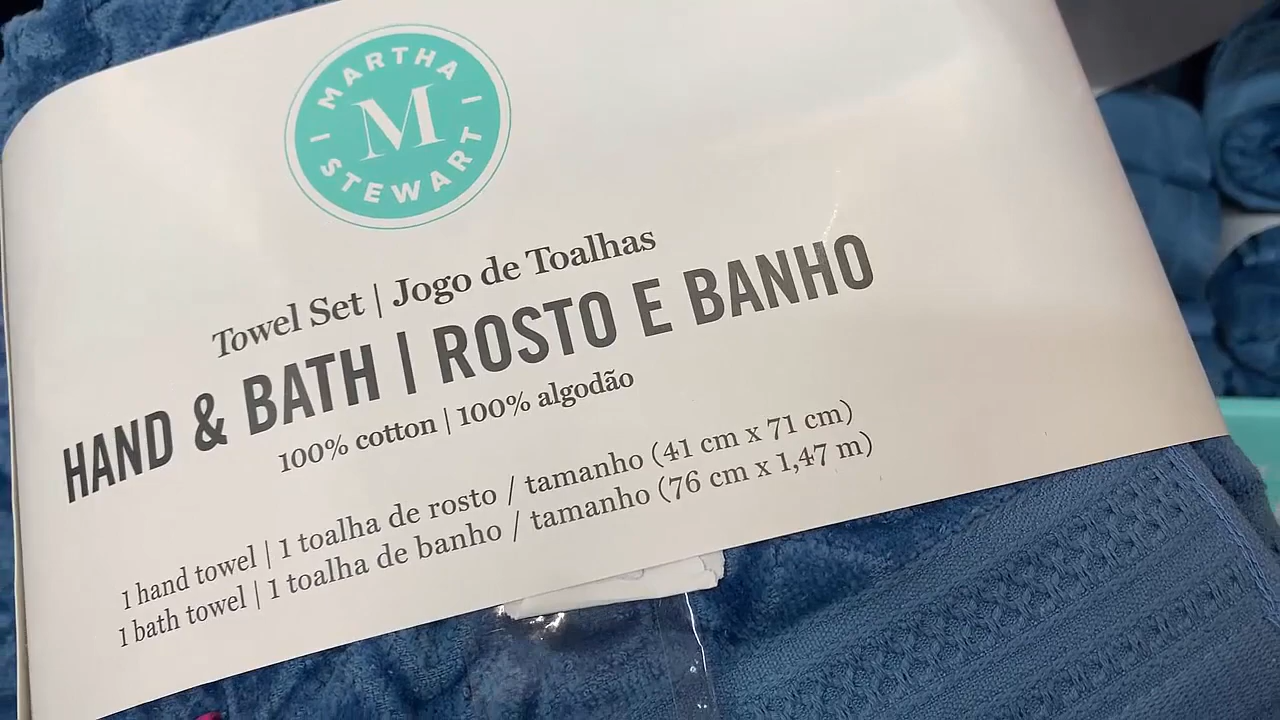 MARTHA
M
STEWART
Towel Set | Jogo de Toalhas
HAND & BATH | ROSTO E BANHO
100% cotton | 100% algodão
1 hand towel | 1 toalha de rosto / tamanho (41 cm x 71 cm)
1 bath towel | 1 toalha de banho / tamanho (76 cm x 1,47 m)